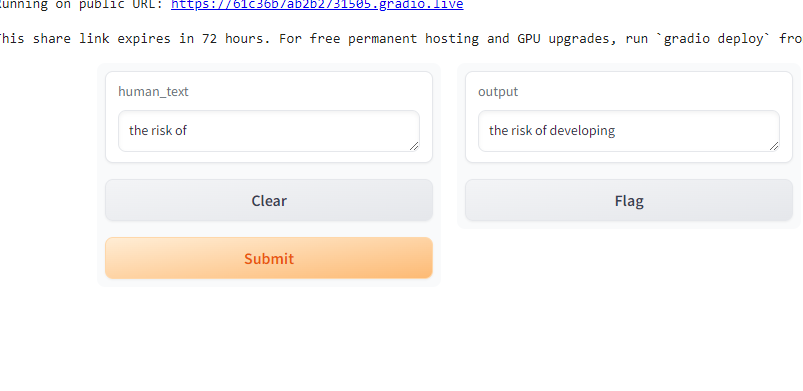 unning on public URL: https://61c36b7ab2b2731505.gradio.live
his share link expires in 72 hours. For free permanent hosting and GPU upgrades, run `gradio deploy` fro
human_text
the risk of
Clear
Submit
output
the risk of developing
Flag